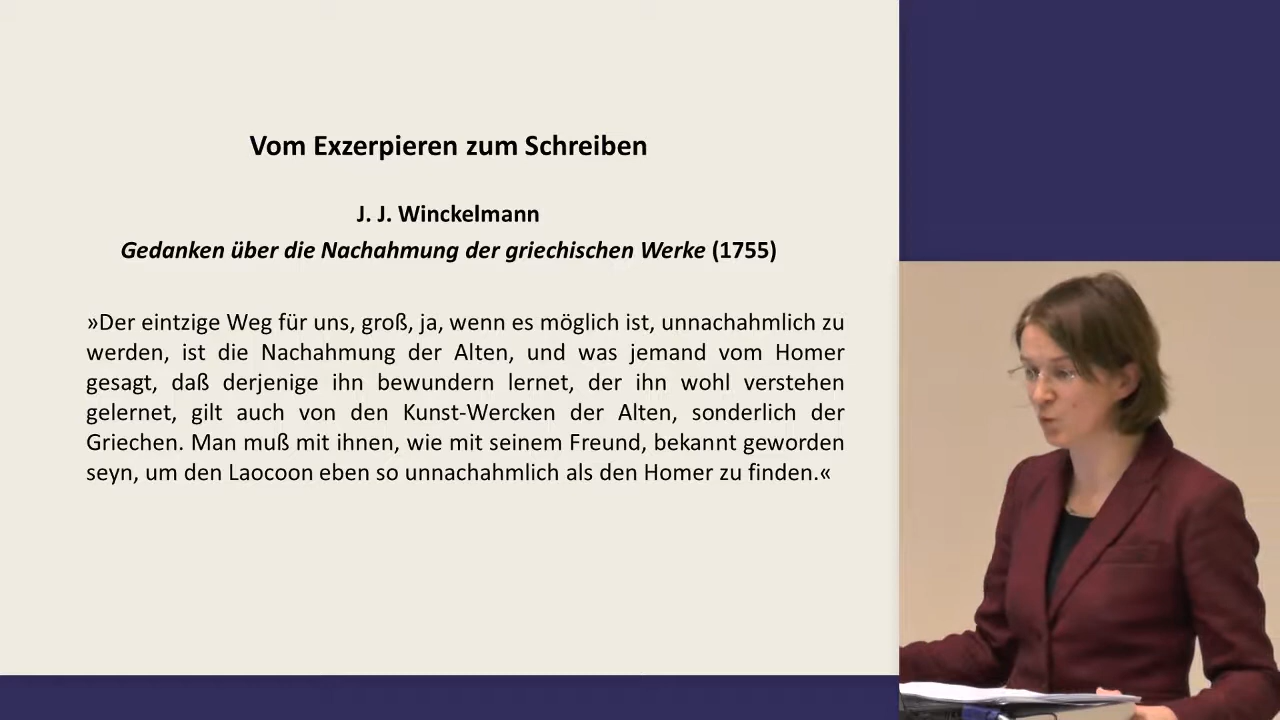 Vom Exzerpieren zum Schreiben
J. J. Winckelmann
Gedanken über die Nachahmung der griechischen Werke (1755)
»Der eintzige Weg für uns, groß, ja, wenn es möglich ist, unnachahmlich zu
werden, ist die Nachahmung der Alten, und was jemand vom Homer
gesagt, daß derjenige ihn bewundern lernet, der ihn wohl verstehen
gelernet, gilt auch von den Kunst-Wercken der Alten, sonderlich der
Griechen. Man muß mit ihnen, wie mit seinem Freund, bekannt geworden
seyn, um den Laocoon eben so unnachahmlich als den Homer zu finden.«